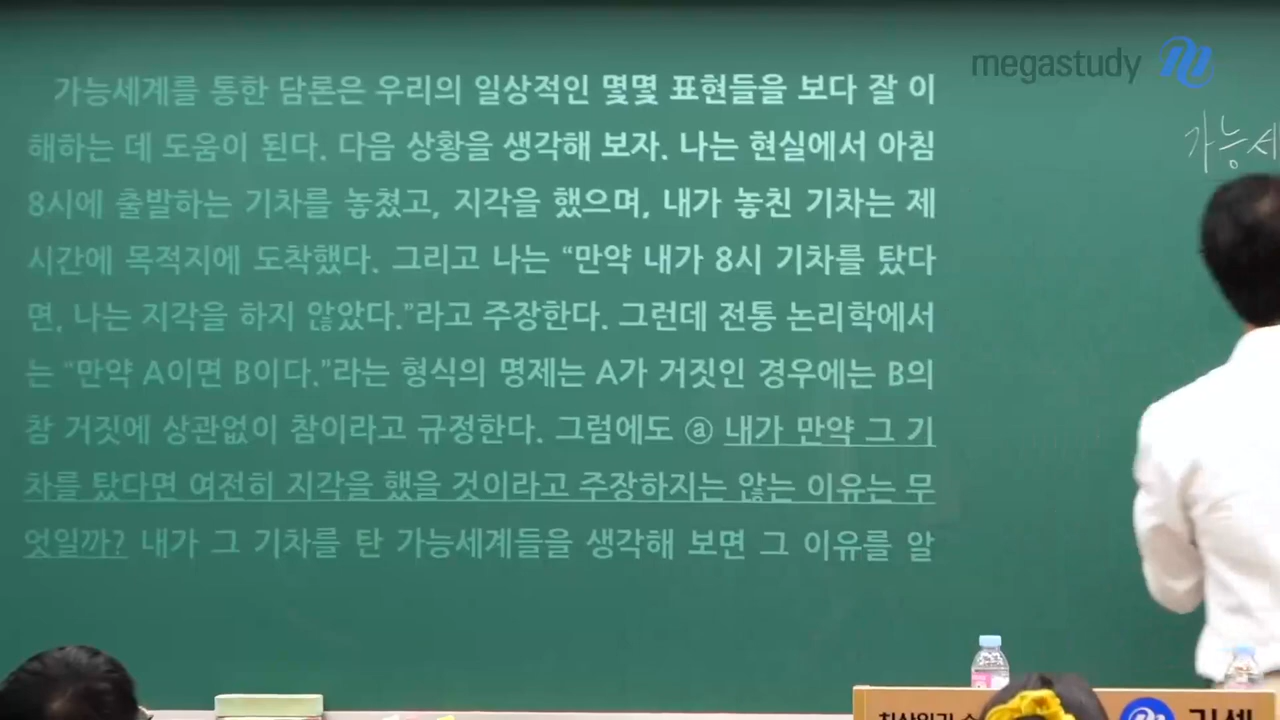 megastudy
가능세계를 통한 담론은 우리의 일상적인 몇몇 표현들을 보다 잘 이
해하는 데 도움이 된다. 다음 상황을 생각해 보자. 나는 현실에서 아침
8시에 출발하는 기차를 놓쳤고, 지각을 했으며, 내가 놓친 기차는 제
시간에 목적지에 도착했다. 그리고 나는 “만약 내가 8시 기차를 탔다
면, 나는 지각을 하지 않았다.”라고 주장한다. 그런데 전통 논리학에서
는 “만약 A이면 B이다.”라는 형식의 명제는 A가 거짓인 경우에는 B의
참 거짓에 상관없이 참이라고 규정한다. 그럼에도 ⓐ 내가 만약 그 기
차를 탔다면 여전히 지각을 했을 것이라고 주장하지는 않는 이유는 무
엇일까? 내가 그 기차를 탄 가능세계들을 생각해 보면 그 이유를 알
가능세